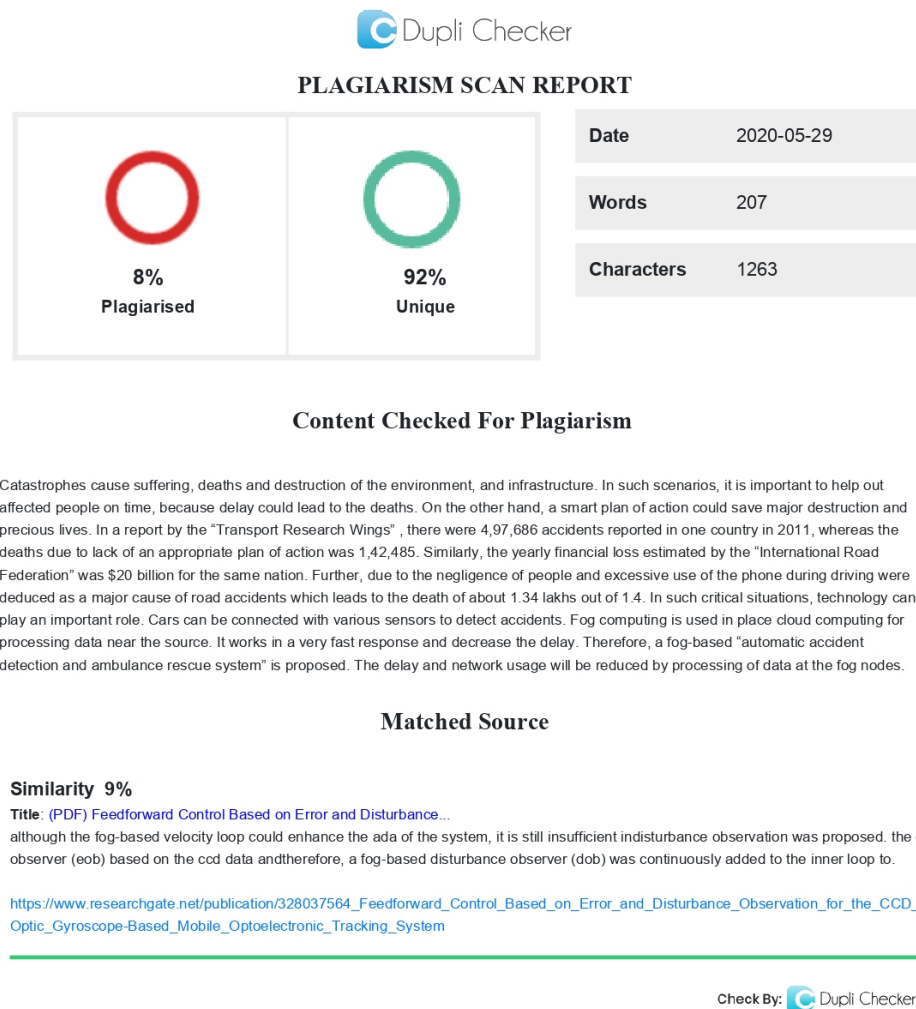 Dupli Checker
PLAGIARISM SCAN REPORT
8%
Plagiarised
92%
Unique
Date 2020-05-29
Words 207
Characters 1263
Content Checked For Plagiarism
Catastrophes cause suffering, deaths and destruction of the environment, and infrastructure. In such scenarios, it is important to help out
affected people on time, because delay could lead to the deaths. On the other hand, a smart plan of action could save major destruction and
precious lives. In a report by the “Transport Research Wings” , there were 4,97,686 accidents reported in one country in 2011, whereas the
deaths due to lack of an appropriate plan of action was 1,42,485. Similarly, the yearly financial loss estimated by the “International Road
Federation” was $20 billion for the same nation. Further, due to the negligence of people and excessive use of the phone during driving were
deduced as a major cause of road accidents which leads to the death of about 1.34 lakhs out of 1.4. In such critical situations, technology can
play an important role. Cars can be connected with various sensors to detect accidents. Fog computing is used in place cloud computing for
processing data near the source. It works in a very fast response and decrease the delay. Therefore, a fog-based “automatic accident
detection and ambulance rescue system” is proposed. The delay and network usage will be reduced by processing of data at the fog nodes.
Matched Source
Similarity 9%
Title: (PDF) Feedforward Control Based on Error and Disturbance...
although the fog-based velocity loop could enhance the ada of the system, it is still insufficient indisturbance observation was proposed. the
observer (eob) based on the ccd data andtherefore, a fog-based disturbance observer (dob) was continuously added to the inner loop to.
https://www.researchgate.net/publication/328037564_Feedforward_Control_Based_on_Error_and_Disturbance_Observation_for_the_CCD_
Optic_Gyroscope-Based_Mobile_Optoelectronic_Tracking_System
Check By: Dupli Checker